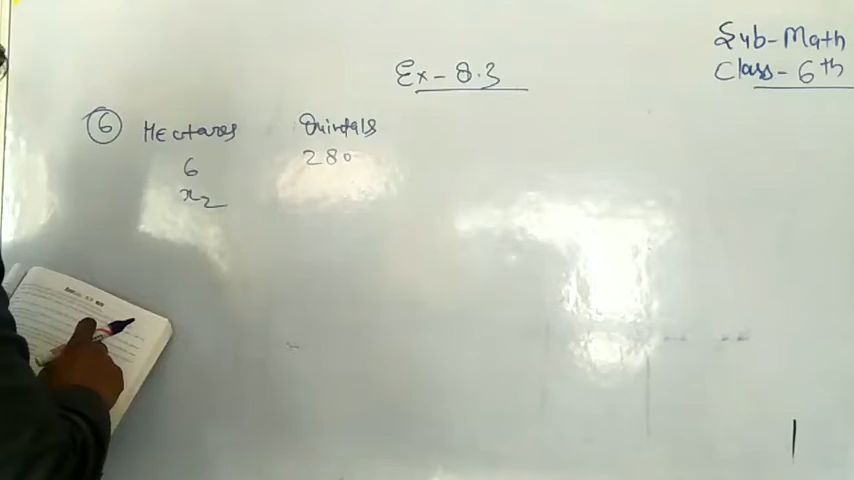 Sub-Math
Class-6th
Ex-8.3
6 Hectares Quintals
6 280
x2